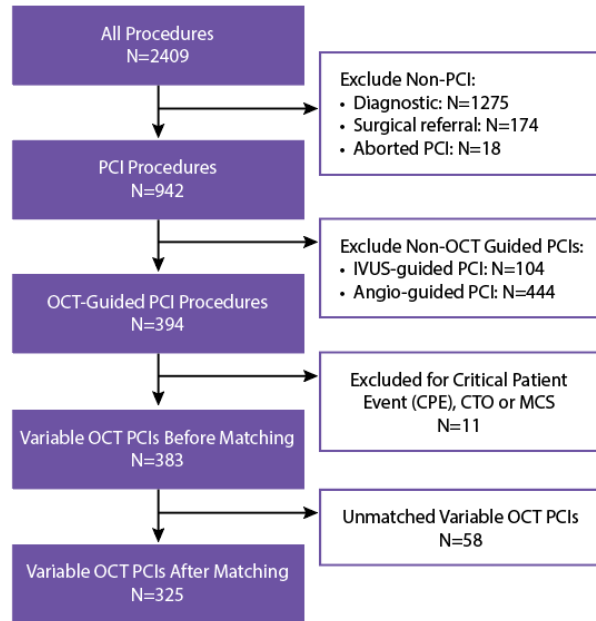 All Procedures
N=2409
Exclude Non-PCI:
• Diagnostic: N=1275
• Surgical referral: N=174
• Aborted PCI: N=18
PCI Procedures
N=942
Exclude Non-OCT Guided PCIs:
• IVUS-guided PCI: N=104
• Angio-guided PCI: N=444
OCT-Guided PCI Procedures
N=394
Excluded for Critical Patient
Event (CPE), CTO or MCS
N=11
Variable OCT PCIs Before Matching
N=383
Unmatched Variable OCT PCIs
N=58
Variable OCT PCIs After Matching
N=325